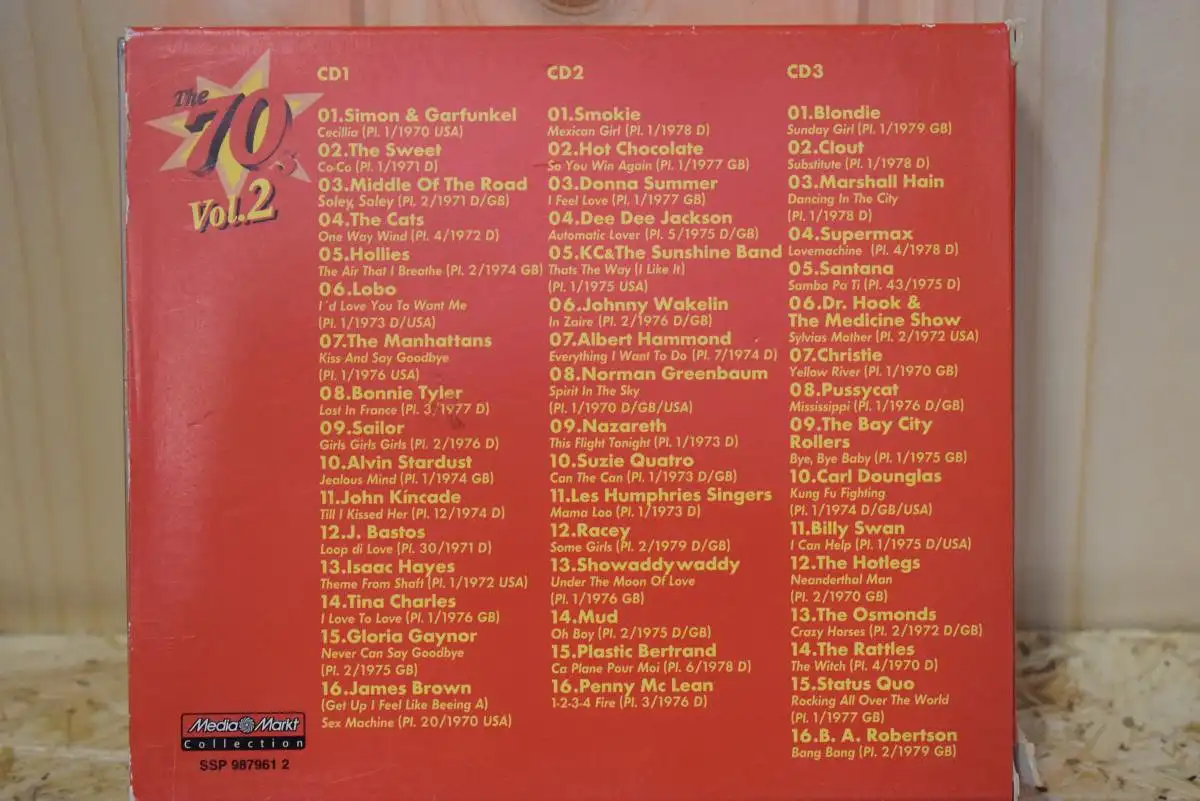 The
70
s
Vol.2
CD1
01.Simon & Garfunkel
Cecillia (Pl. 1/1970 USA)
02.The Sweet
Co-Co (Pl. 1/1971 D)
03.Middle Of The Road
Soley, Saley (Pl. 2/1971 D/GB)
04.The Cats
One Way Wind (Pl. 4/1972 D)
05.Hollies
The Air That I Breathe (Pl. 2/1974 GB)
06.Lobo
I´d Love You To Want Me
(Pl. 1/1973 D/USA)
07.The Manhattans
Kiss And Say Goodbye
(Pl. 1/1976 USA)
08.Bonnie Tyler
Lost In France (Pl. 3/1977 D)
09.Sailor
Girls Girls Girls (Pl. 2/1976 D)
10.Alvin Stardust
Jealous Mind (Pl. 1/1974 GB)
11.John Kincade
Till I Kissed Her (Pl. 12/1974 D)
12.J. Bastos
Loop di Love (Pl. 30/1971 D)
13.Isaac Hayes
Theme From Shaft (Pl. 1/1972 USA)
14.Tina Charles
I Love To Love (Pl. 1/1976 GB)
15.Gloria Gaynor
Never Can Say Goodbye
(Pl. 2/1975 GB)
16.James Brown
(Get Up I Feel Like Beeing A)
Sex Machine (Pl. 20/1970 USA)
CD2
01.Smokie
Mexican Girl (Pl. 1/1978 D)
02.Hot Chocolate
So You Win Again (Pl. 1/1977 GB)
03.Donna Summer
I Feel Love (Pl. 1/1977 GB)
04.Dee Dee Jackson
Automatic Lover (Pl. 5/1975 D/GB)
05.KC&The Sunshine Band
Thats The Way (I Like It)
(Pl. 1/1975 USA)
06.Johnny Wakelin
In Zaire (Pl. 2/1976 D/GB)
07.Albert Hammond
Everything I Want To Do (Pl. 7/1974 D)
08.Norman Greenbaum
Spirit In The Sky
(Pl. 1/1970 D/GB/USA)
09.Nazareth
This Flight Tonight (Pl. 1/1973 D)
10.Suzie Quatro
Can The Can (Pl. 1/1973 D/GB)
11.Les Humphries Singers
Mama Loo (Pl. 1/1973 D)
12.Racey
Some Girls (Pl. 2/1979 D/GB)
13.Showaddywaddy
Under The Moon Of Love
(Pl. 1/1976 GB)
14.Mud
Oh Boy (Pl. 2/1975 D/GB)
15.Plastic Bertrand
Ca Plane Pour Moi (Pl. 6/1978 D)
16.Penny Mc Lean
1-2-3-4 Fire (Pl. 3/1976 D)
CD3
01.Blondie
Sunday Girl (Pl. 1/1979 GB)
02.Clout
Substitute (Pl. 1/1978 D)
03.Marshall Hain
Dancing In The City
(Pl. 1/1978 D)
04.Supermax
Lovemachine (Pl. 4/1978 D)
05.Santana
Samba Pa Ti (Pl. 43/1975 D)
06.Dr. Hook &
The Medicine Show
Sylvias Mother (Pl. 2/1972 USA)
07.Christie
Yellow River (Pl. 1/1970 GB)
08.Pussycat
Mississippi (Pl. 1/1976 D/GB)
09.The Bay City
Rollers
Bye, Bye Baby (Pl. 1/1975 GB)
10.Carl Dounglas
Kung Fu Fighting
(Pl. 1/1974 D/GB/USA)
11.Billy Swan
I Can Help (Pl. 1/1975 D/USA)
12.The Hotlegs
Neanderthal Man
(Pl. 2/1970 GB)
13.The Osmonds
Crazy Horses (Pl. 2/1972 D/GB)
14.The Rattles
The Witch (Pl. 4/1970 D)
15.Status Quo
Rocking All Over The World
(Pl. 1/1977 GB)
16.B. A. Robertson
Bang Bang (Pl. 2/1979 GB)
Media Markt
Collection
SSP 987961 2